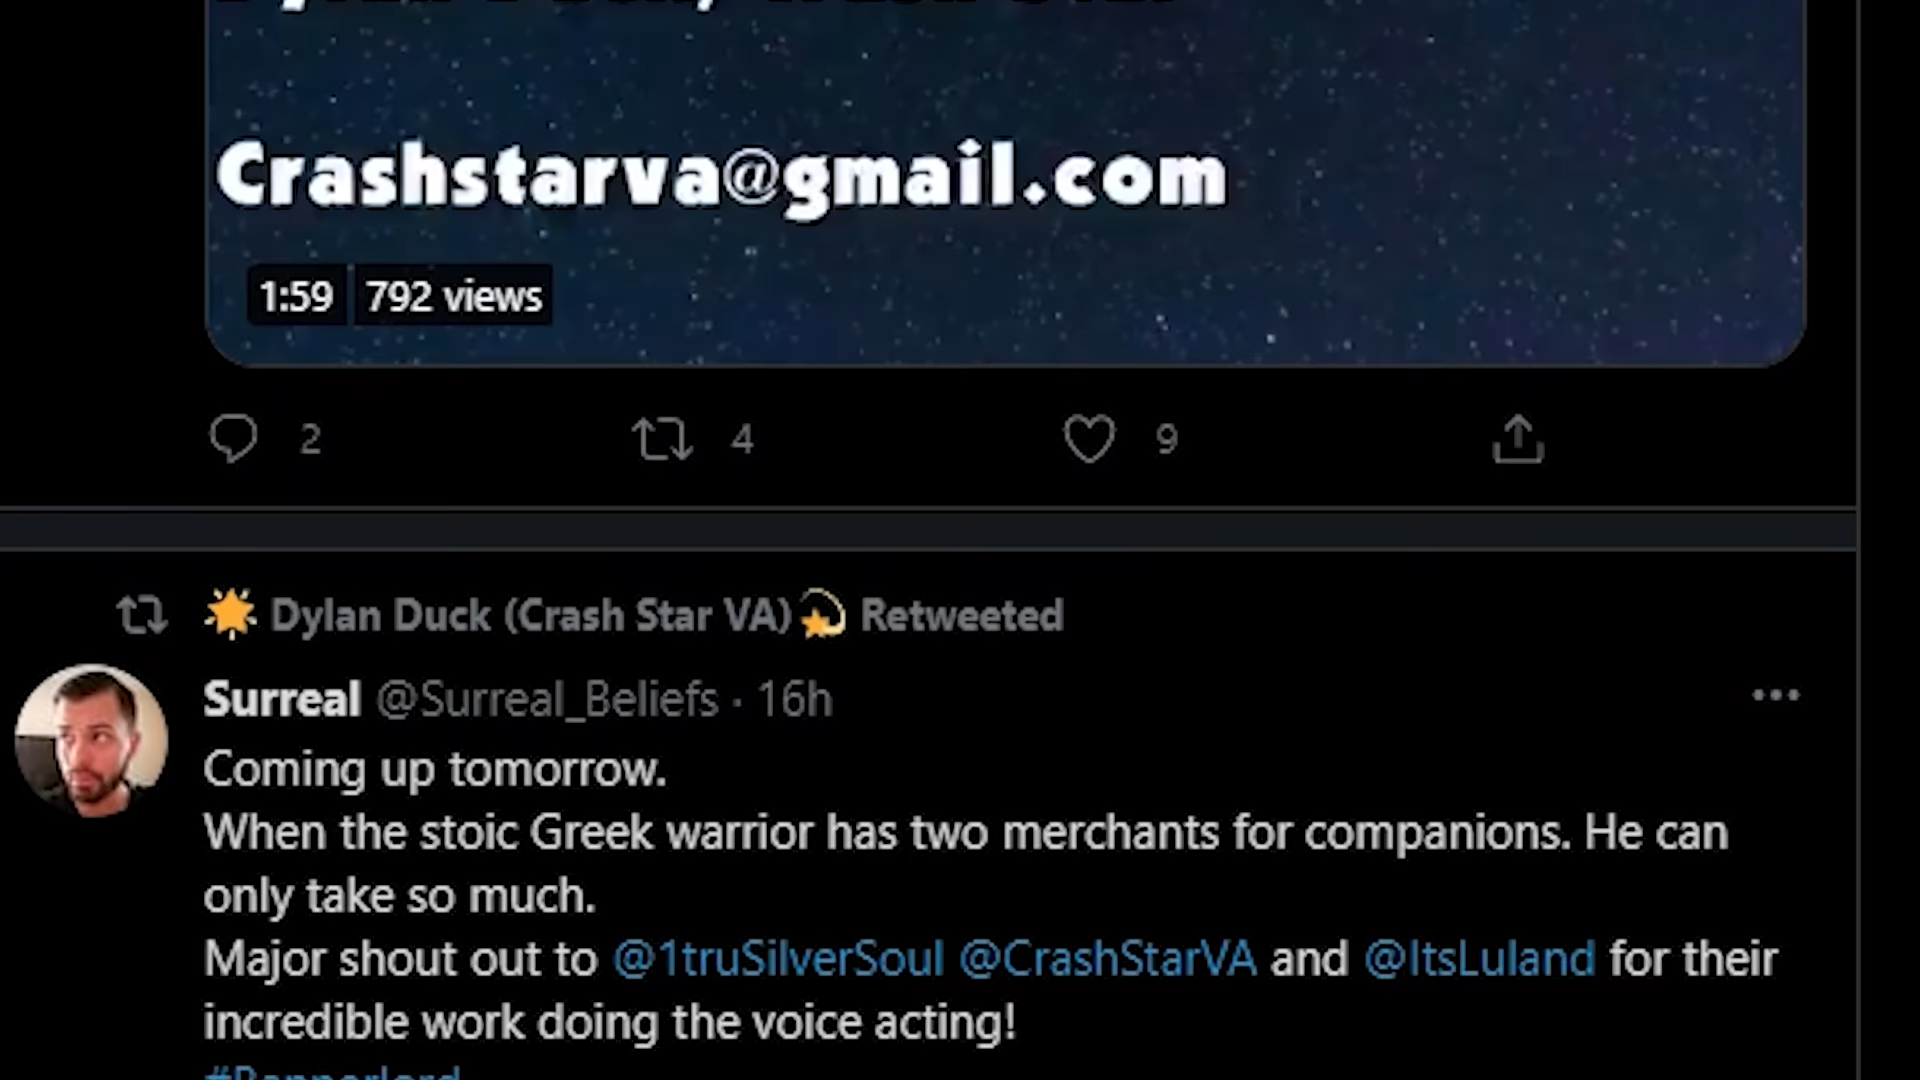 Crashstarva@gmail.com
1:59 792 views
2 4 9
🌟 Dylan Duck (Crash Star VA)💫 Retweeted
Surreal @Surreal_Beliefs · 16h
Coming up tomorrow.
When the stoic Greek warrior has two merchants for companions. He can
only take so much.
Major shout out to @1truSilverSoul @CrashStarVA and @ItsLuland for their
incredible work doing the voice acting!
#Bannerlord